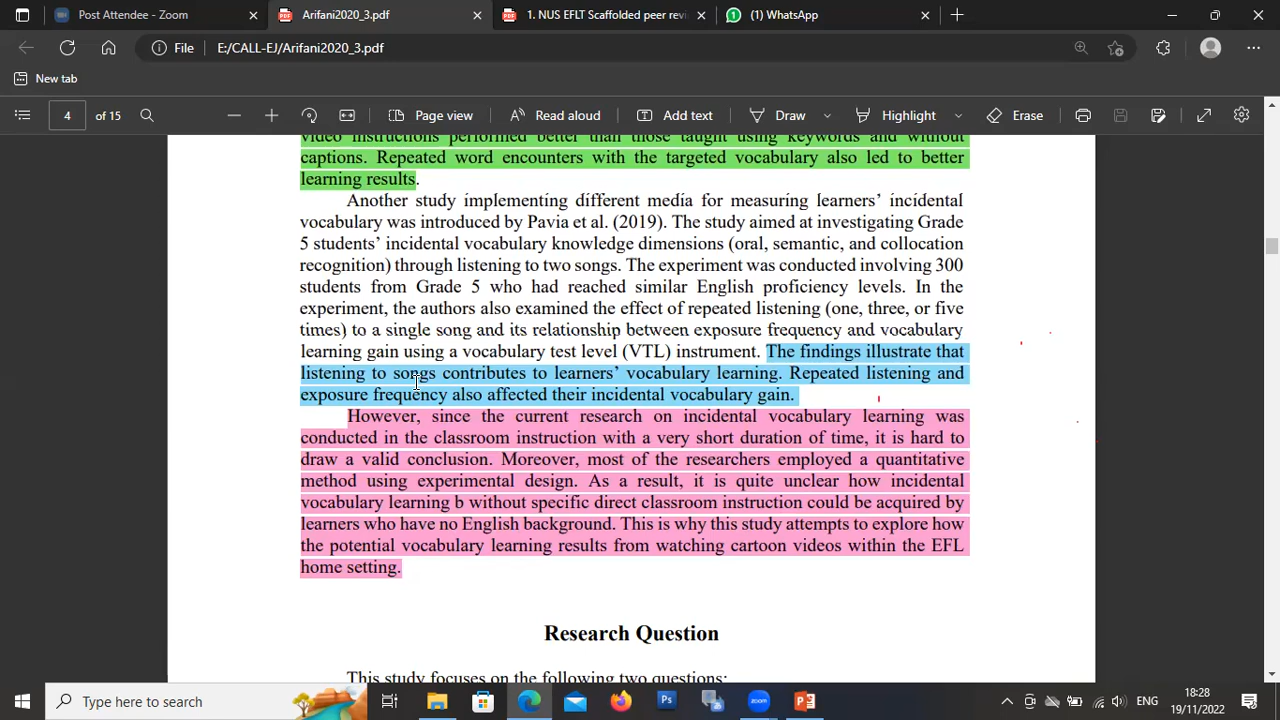 Post Attendee - Zoom
Arifani2020_3.pdf
1. NUS EFLT Scaffolded peer revi
(1) WhatsApp
File
E:/CALL-EJ/Arifani2020_3.pdf
New tab
4 of 15
Page view
Read aloud
Add text
Draw
Highlight
Erase
video instructions performed better than those taught using keywords and without
captions. Repeated word encounters with the targeted vocabulary also led to better
learning results.
Another study implementing different media for measuring learners’ incidental
vocabulary was introduced by Pavia et al. (2019). The study aimed at investigating Grade
5 students’ incidental vocabulary knowledge dimensions (oral, semantic, and collocation
recognition) through listening to two songs. The experiment was conducted involving 300
students from Grade 5 who had reached similar English proficiency levels. In the
experiment, the authors also examined the effect of repeated listening (one, three, or five
times) to a single song and its relationship between exposure frequency and vocabulary
learning gain using a vocabulary test level (VTL) instrument. The findings illustrate that
listening to songs contributes to learners’ vocabulary learning. Repeated listening and
exposure frequency also affected their incidental vocabulary gain.
However, since the current research on incidental vocabulary learning was
conducted in the classroom instruction with a very short duration of time, it is hard to
draw a valid conclusion. Moreover, most of the researchers employed a quantitative
method using experimental design. As a result, it is quite unclear how incidental
vocabulary learning b without specific direct classroom instruction could be acquired by
learners who have no English background. This is why this study attempts to explore how
the potential vocabulary learning results from watching cartoon videos within the EFL
home setting.
Research Question
This study focuses on the following two questions:
Type here to search
Ps
zoom
ENG
18:28
19/11/2022